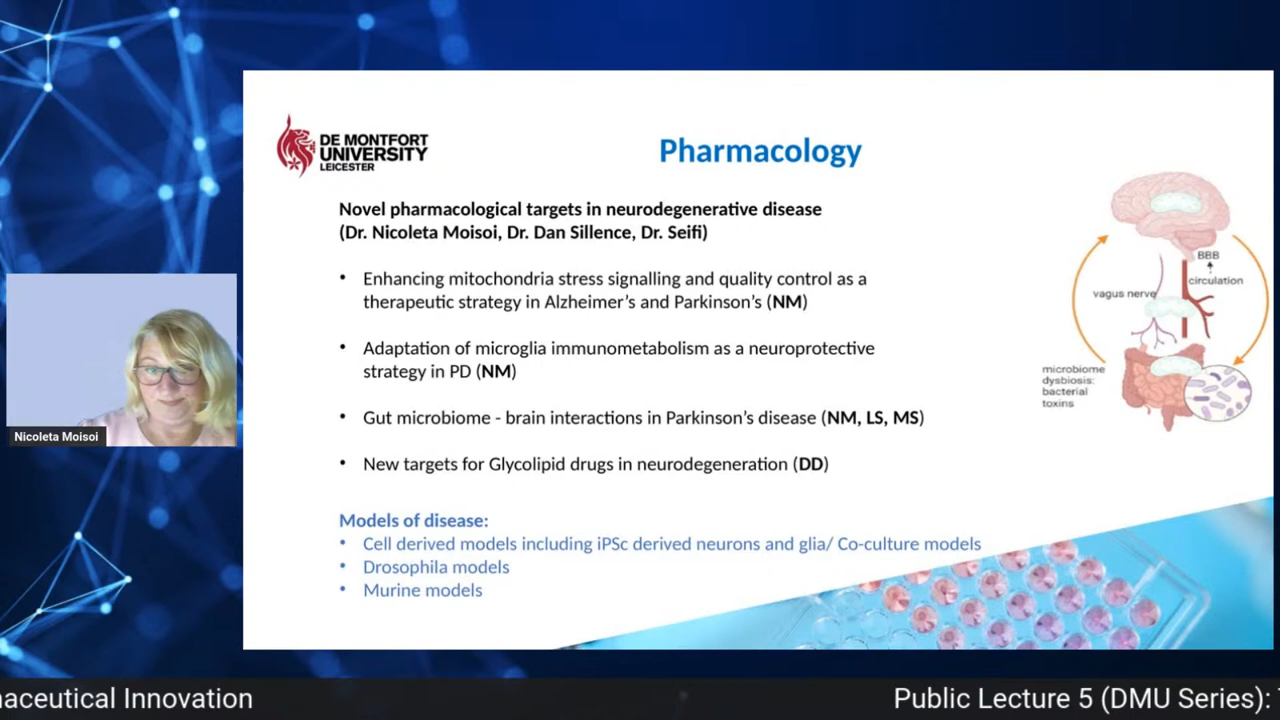 DE MONTFORT
UNIVERSITY
LEICESTER
Pharmacology
Novel pharmacological targets in neurodegenerative disease
(Dr. Nicoleta Moisoi, Dr. Dan Sillence, Dr. Seifi)
• Enhancing mitochondria stress signalling and quality control as a
therapeutic strategy in Alzheimer’s and Parkinson’s (NM)
• Adaptation of microglia immunometabolism as a neuroprotective
strategy in PD (NM)
• Gut microbiome - brain interactions in Parkinson’s disease (NM, LS, MS)
• New targets for Glycolipid drugs in neurodegeneration (DD)
Models of disease:
• Cell derived models including iPSc derived neurons and glia/ Co-culture models
• Drosophila models
• Murine models
BBB
circulation
vagus nerve
microbiome
dysbiosis:
bacterial
toxins
Nicoleta Moisoi
naceutical Innovation
Public Lecture 5 (DMU Series):